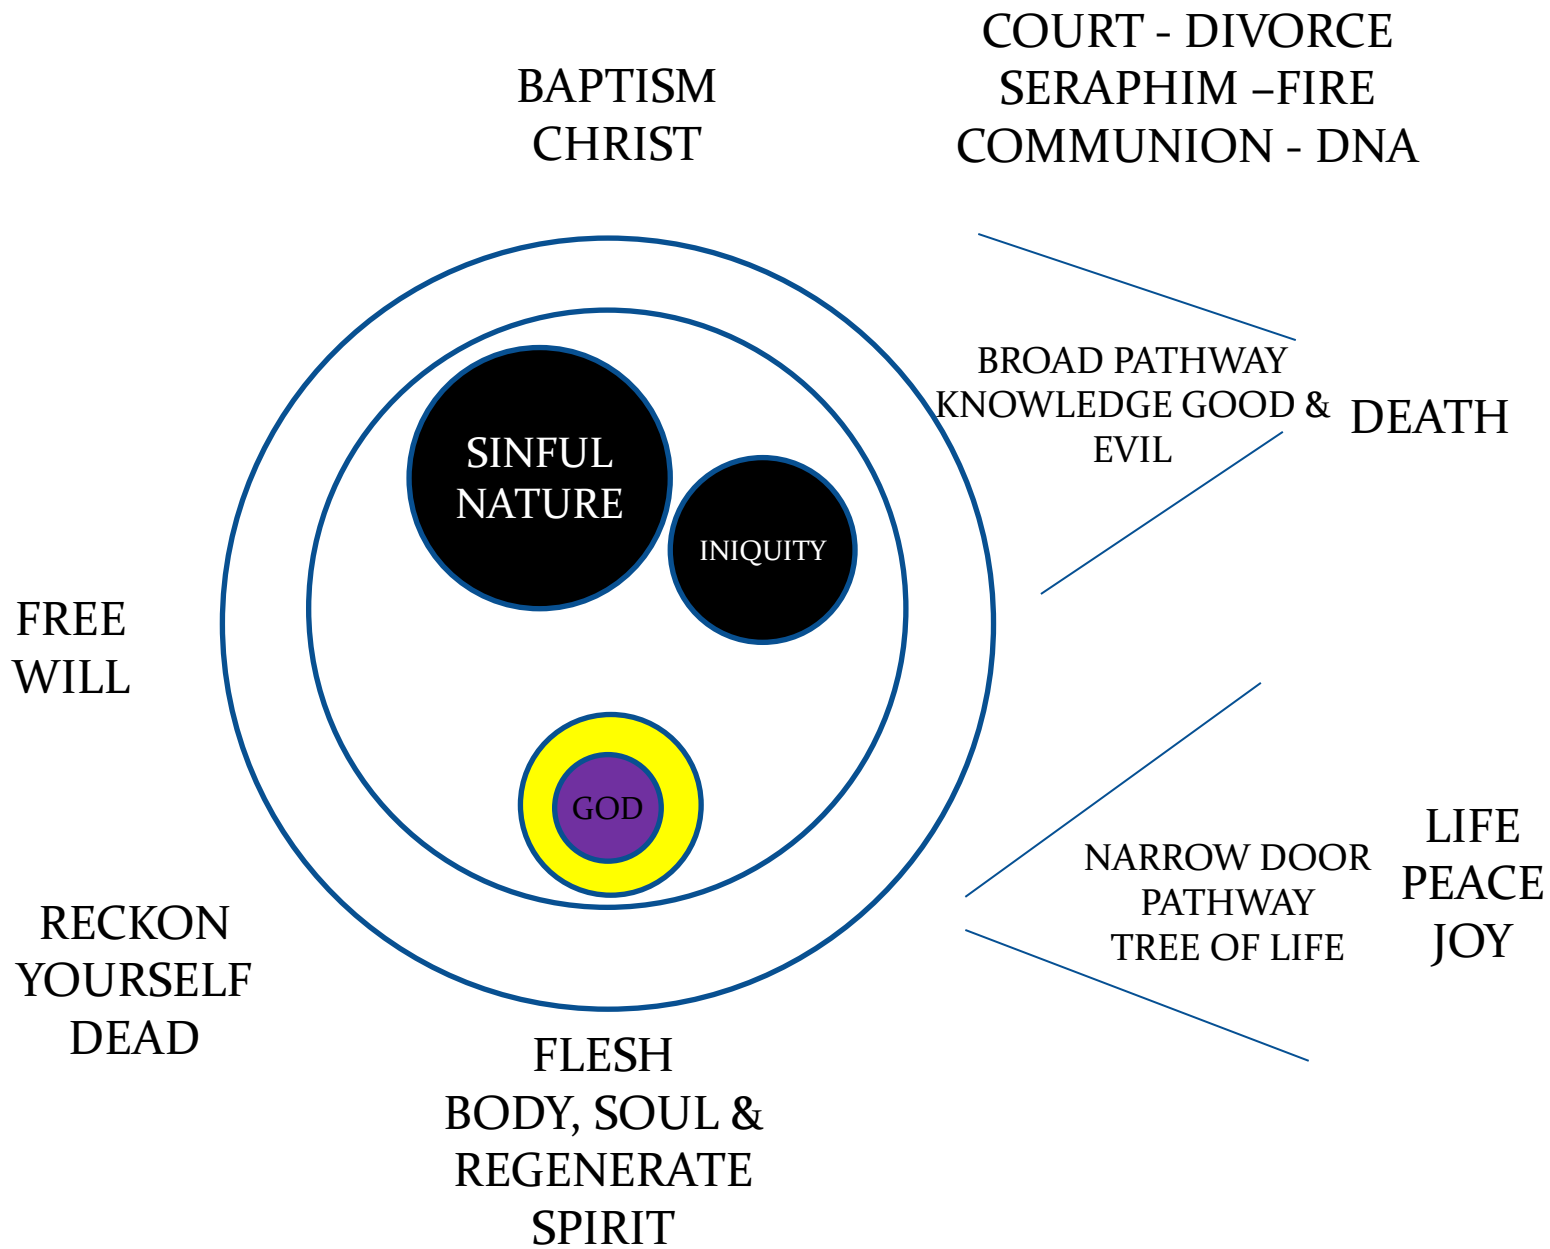 COURT - DIVORCE
SERAPHIM –FIRE
COMMUNION - DNA
BAPTISM
CHRIST
BROAD PATHWAY
KNOWLEDGE GOOD &
EVIL
DEATH
SINFUL
NATURE
INIQUITY
FREE
WILL
GOD
NARROW DOOR
PATHWAY
TREE OF LIFE
LIFE
PEACE
JOY
RECKON
YOURSELF
DEAD
FLESH
BODY, SOUL &
REGENERATE
SPIRIT